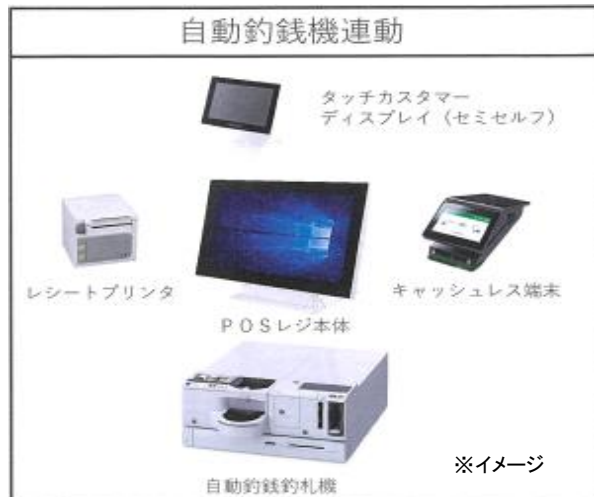 自動釣銭機連動
タッチカスタマー
ディスプレイ（セミセルフ）
レシートプリンタ
キャッシュレス端末
ＰＯＳレジ本体
※イメージ
自動釣銭釣札機